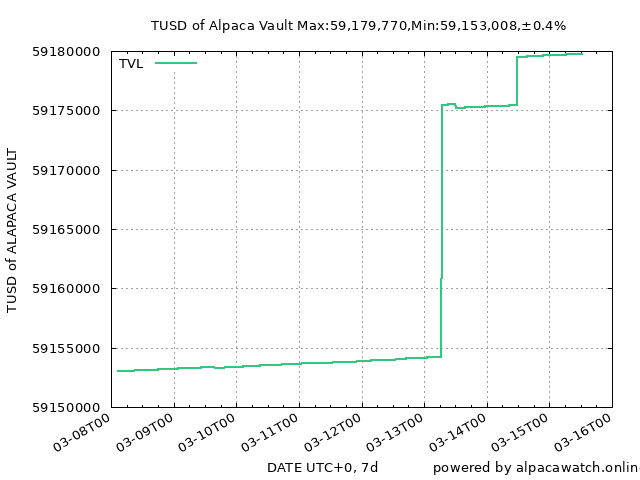 TUSD of Alpaca Vault Max:59,179,770,Min:59,153,008,±0.4%
TVL
59180000
59175000
59170000
59165000
59160000
59155000
59150000
TUSD of ALAPACA VAULT
03-08T00
03-09T00
03-10T00
03-11T00
03-12T00
03-13T00
03-14T00
03-15T00
03-16T00
DATE UTC+0, 7d
powered by alpacawatch.onlin